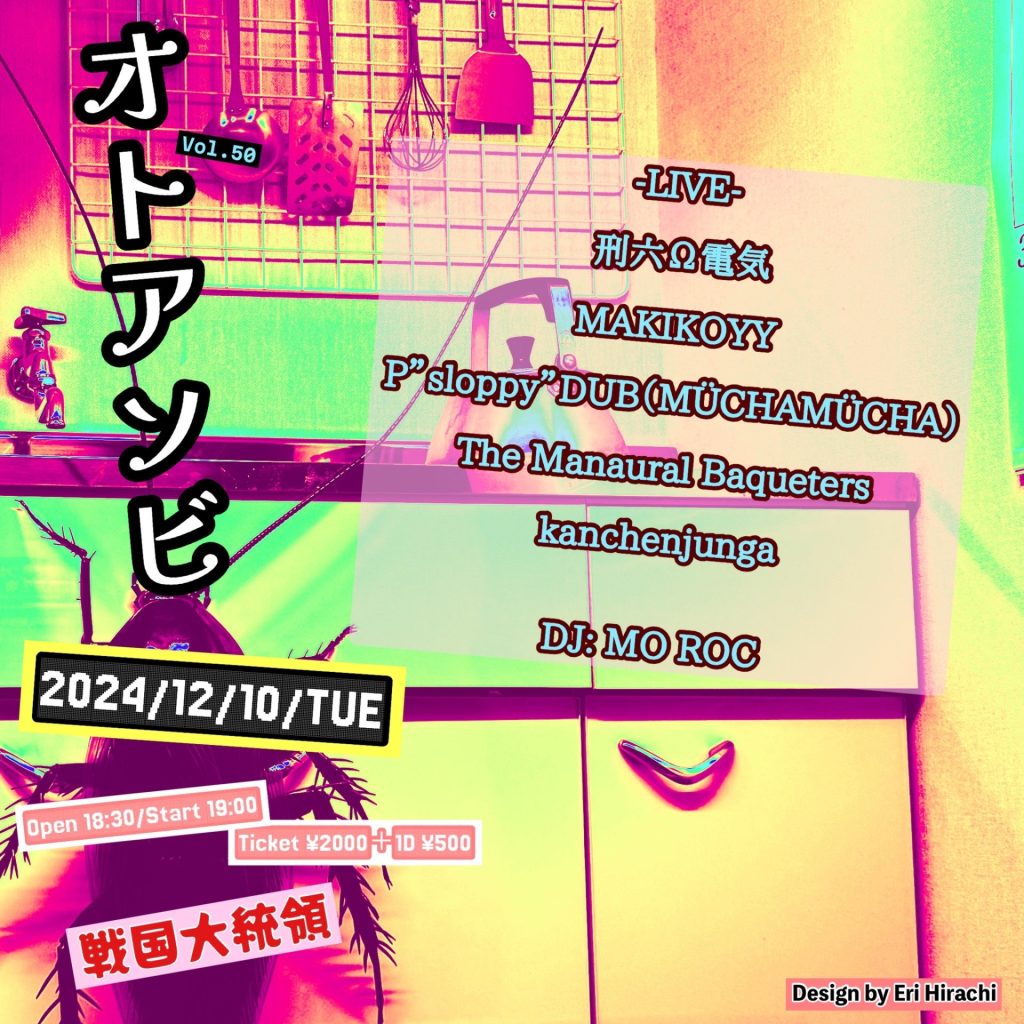 オトアソビ
Vol.50
-LIVE-
刑六Ω電気
MAKIKOYY
P”sloppy”DUB(MÜCHAMÜCHA)
The Manaural Baqueters
kanchenjunga
DJ: MO ROC
2024/12/10/TUE
Open 18:30/Start 19:00
Ticket ¥2000+1D ¥500
戦国大統領
Design by Eri Hirachi